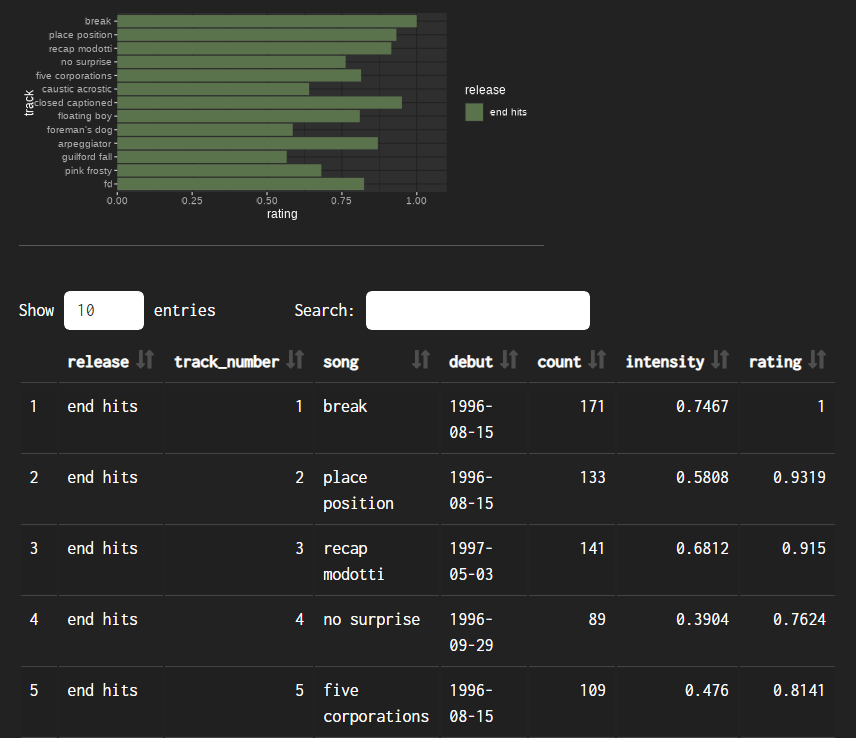 break
place position
recap modotti
no surprise
five corporations
caustic acrostic
closed captioned
floating boy
foreman's dog
arpeggiator
guilford fall
pink frosty
fd
track
0.00 0.25 0.50 0.75 1.00
rating
release
end hits
Show 10 entries Search:
release track_number song debut count intensity rating
1 end hits 1 break 1996- 171 0.7467 1
08-15
2 end hits 2 place 1996- 133 0.5808 0.9319
position 08-15
3 end hits 3 recap 1997- 141 0.6812 0.915
modotti 05-03
4 end hits 4 no surprise 1996- 89 0.3904 0.7624
09-29
5 end hits 5 five 1996- 109 0.476 0.8141
corporations 08-15